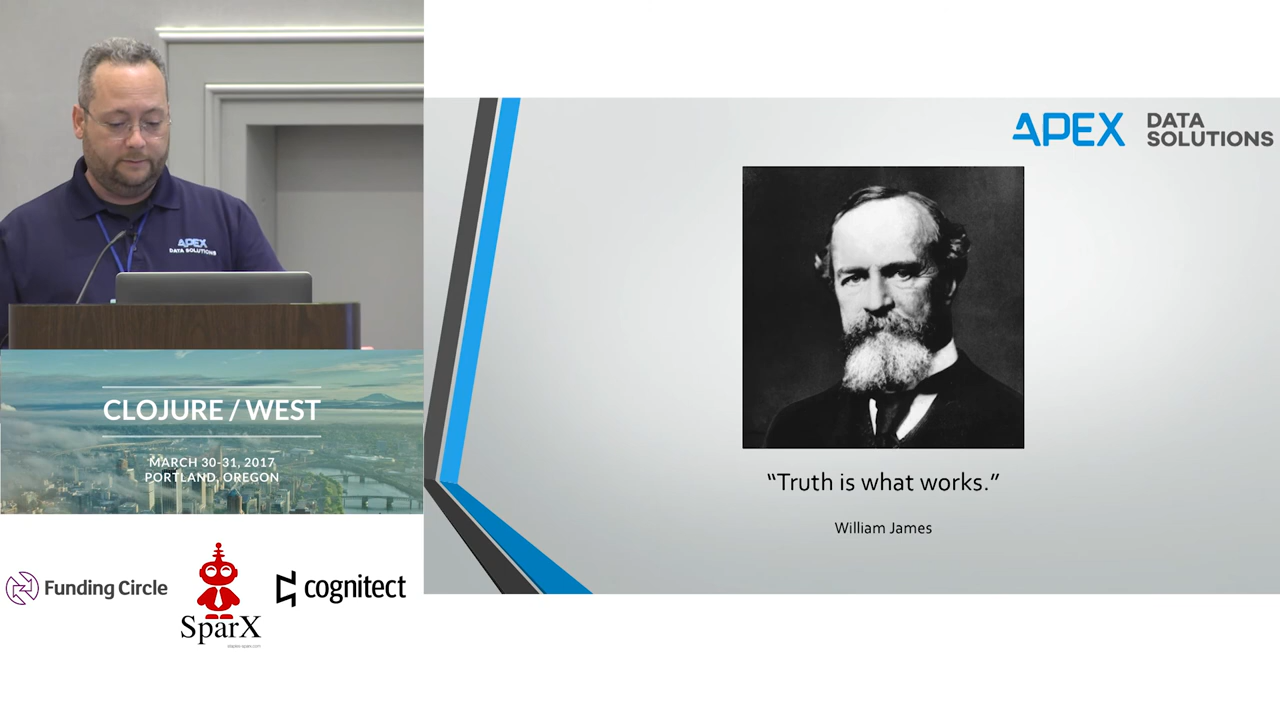 APEX
DATA SOLUTIONS
CLOJURE / WEST
MARCH 30-31, 2017
PORTLAND, OREGON
Funding Circle
SparX
cognitect
APEX
DATA
SOLUTIONS
“Truth is what works.”
William James